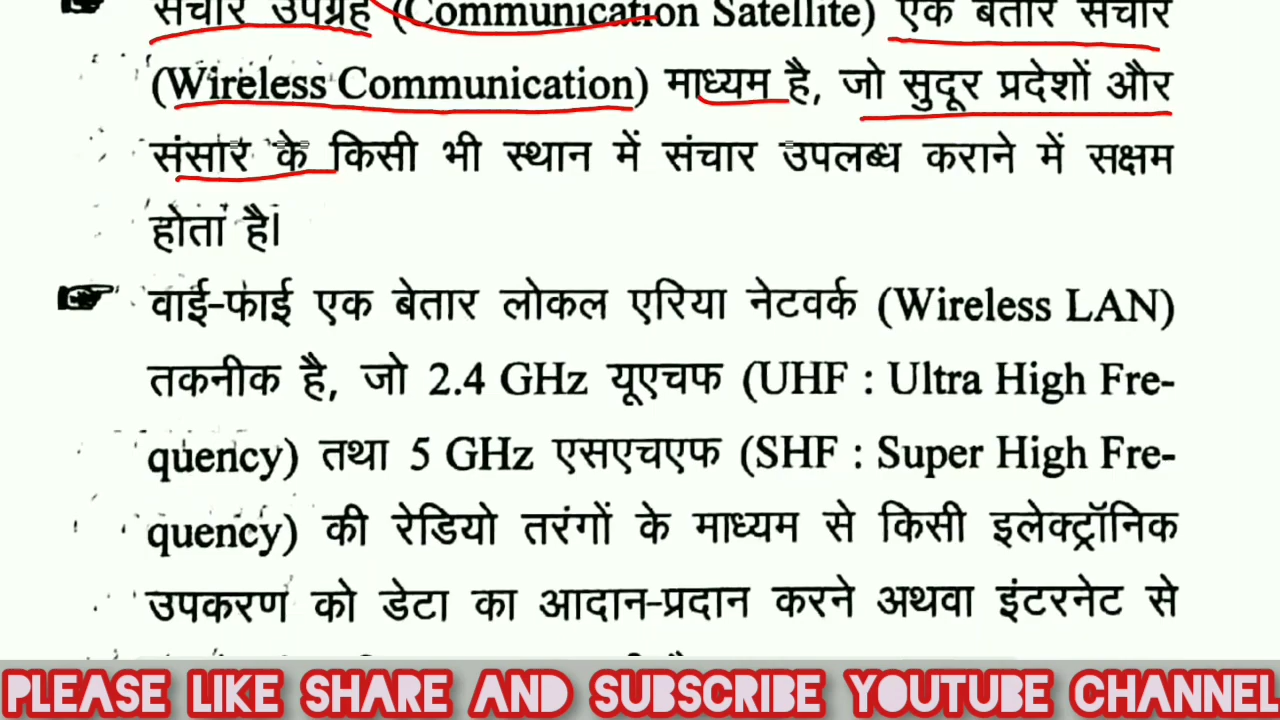 संचार उपग्रह (Communication Satellite) एक बेतार संचार
(Wireless Communication) माध्यम है, जो सुदूर प्रदेशों और
संसार के किसी भी स्थान में संचार उपलब्ध कराने में सक्षम
होता है।
वाई-फाई एक बेतार लोकल एरिया नेटवर्क (Wireless LAN)
तकनीक है, जो 2.4 GHz यूएचफ (UHF : Ultra High Fre-
quency) तथा 5 GHz एसएचएफ (SHF : Super High Fre-
quency) की रेडियो तरंगों के माध्यम से किसी इलेक्ट्रॉनिक
उपकरण को डेटा का आदान-प्रदान करने अथवा इंटरनेट से
PLEASE LIKE SHARE AND SUBSCRIBE YOUTUBE CHANNEL